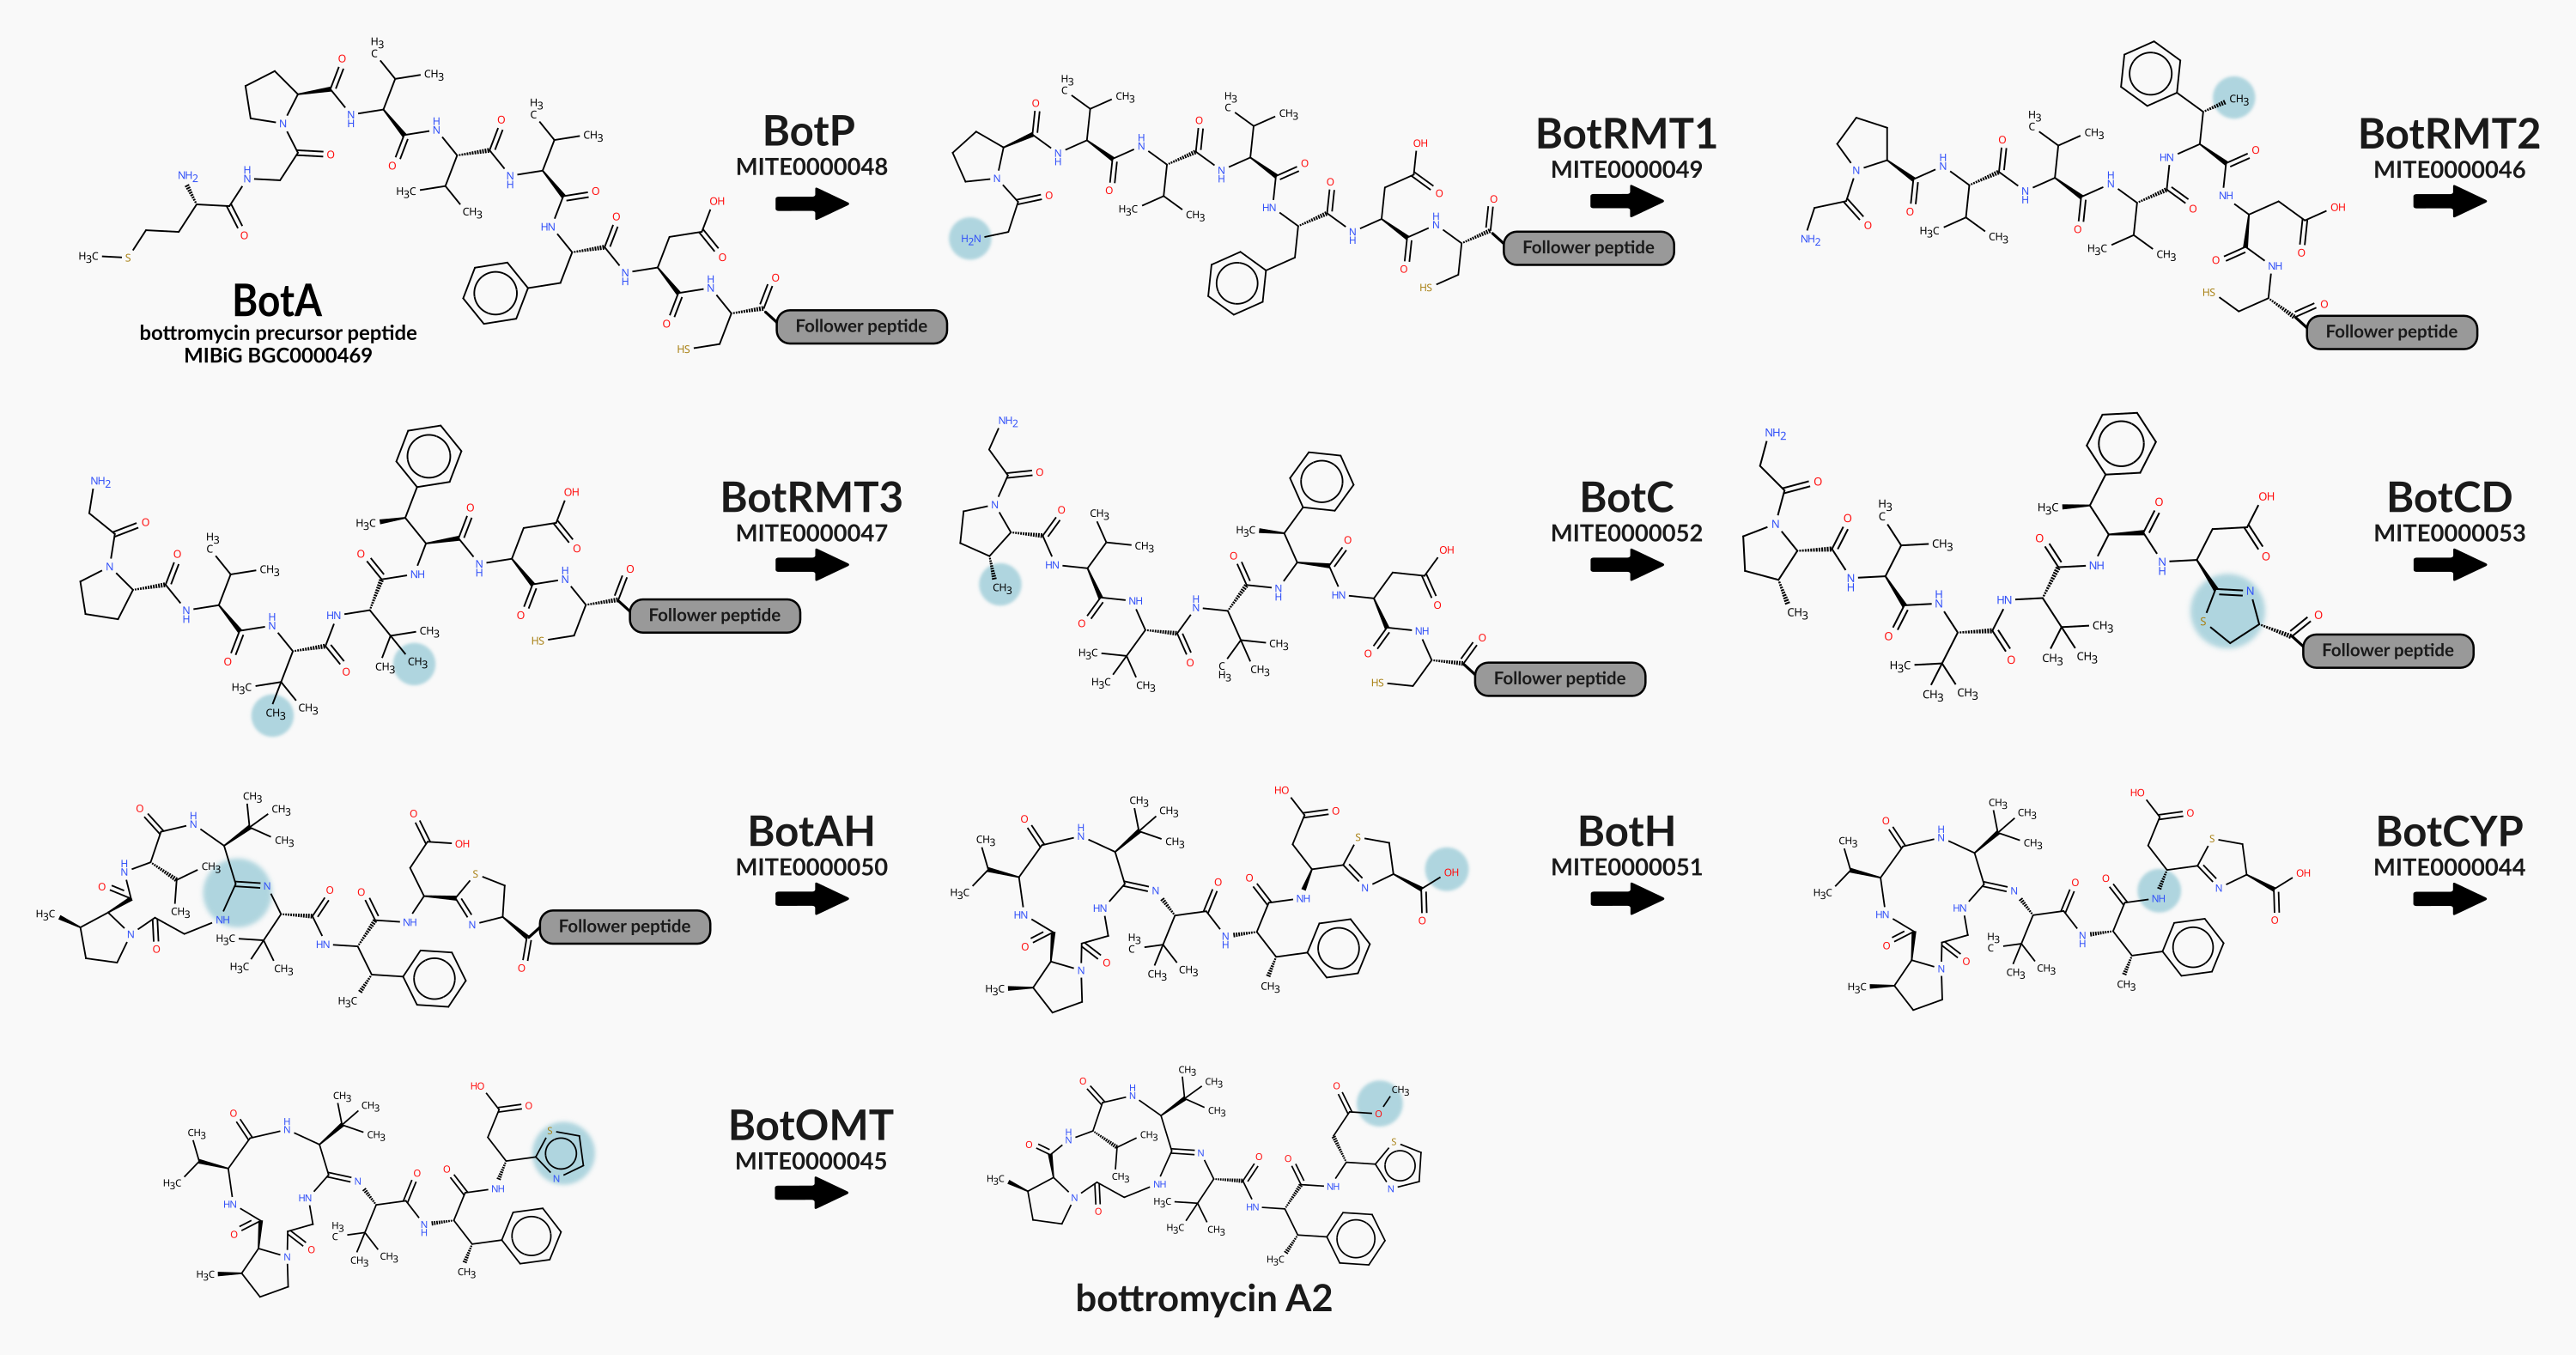 BotP
MITE0000048
BotRMT1
MITE0000049
BotRMT2
MITE0000046
BotA
bottromycin precursor peptide
MIBiG BGC0000469
Follower peptide
Follower peptide
Follower peptide
BotRMT3
MITE0000047
BotC
MITE0000052
BotCD
MITE0000053
Follower peptide
Follower peptide
Follower peptide
BotAH
MITE0000050
BotH
MITE0000051
BotCYP
MITE0000044
Follower peptide
BotOMT
MITE0000045
bottromycin A2